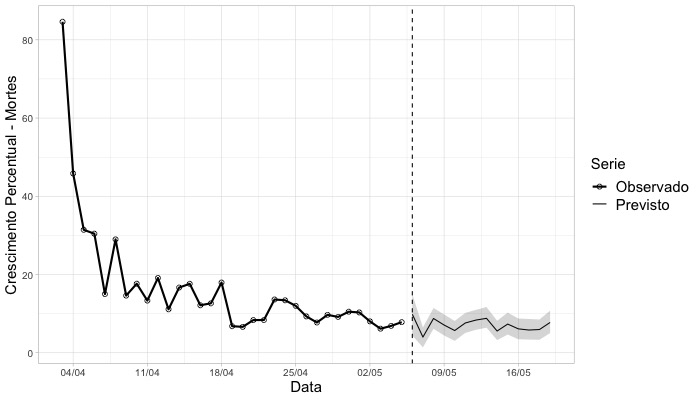 Crescimento Percentual - Mortes
80
60
40
20
0
04/04 11/04 18/04 25/04 02/05 09/05 16/05
Data
Serie
Observado
Previsto